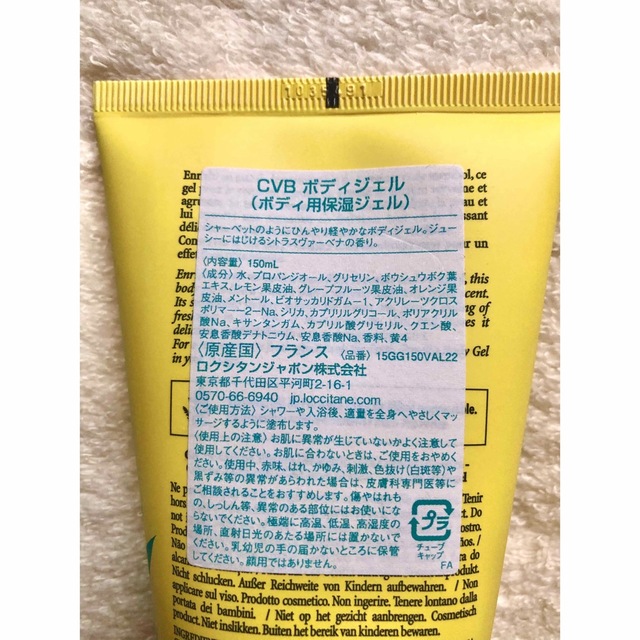 CVB ボディジェル
(ボディ用保湿ジェル)
シャーベットのようにひんやり軽やかなボディジェル。ジュー
シーにはじけるシトラスヴァーベナの香り。
〈内容量〉150mL
〈成分〉水、プロパンジオール、グリセリン、ボウシュウボク葉
エキス、レモン果皮油、グレープフルーツ果皮油、オレンジ果
皮油、メントール、ビオサッカリドガム-1、アクリレーツクロス
ポリマー-2-Na、シリカ、カプリリルグリコール、ポリアクリル
酸Na、キサンタンガム、カプリル酸グリセリル、クエン酸、
安息香酸デナトニウム、安息香酸Na、香料、黄4
〈原産国〉フランス 〈品番〉15GG150VAL22
ロクシタンジャポン株式会社
東京都千代田区平河町2-16-1
0570-66-6940 jp.loccitane.com
〈ご使用方法〉シャワーや入浴後、適量を全身へやさしくマッ
サージするように塗布します。
〈使用上の注意〉お肌に異常が生じていないかよく注意して
使用してください。お肌に合わないときは、ご使用をおやめく
ださい。使用中、赤味、はれ、かゆみ、刺激、色抜け(白斑等)や
黒ずみ等の異常があらわれた場合は、皮膚科専門医等に
ご相談されることをおすすめします。傷やはれも
の、しっしん等、異常のある部位にはお使いにな
らないでください。極端に高温、低温、高湿度の
場所、直射日光のあたる場所には置かないで
ください。乳幼児の手の届かないところに保管
してください。顔用ではありません。
プラ
チューブ
キャップ
FA
Nicht schlucken. Außer Reichweite von Kindern aufbewahren. / Non
applicare sul viso. Prodotto cosmetico. Non ingerire. Tenere lontano dalla
portata dei bambini. / Niet op het gezicht aanbrengen. Cosmetisch
product. Niet inslikken. Buiten het bereik van kinderen bewaren.